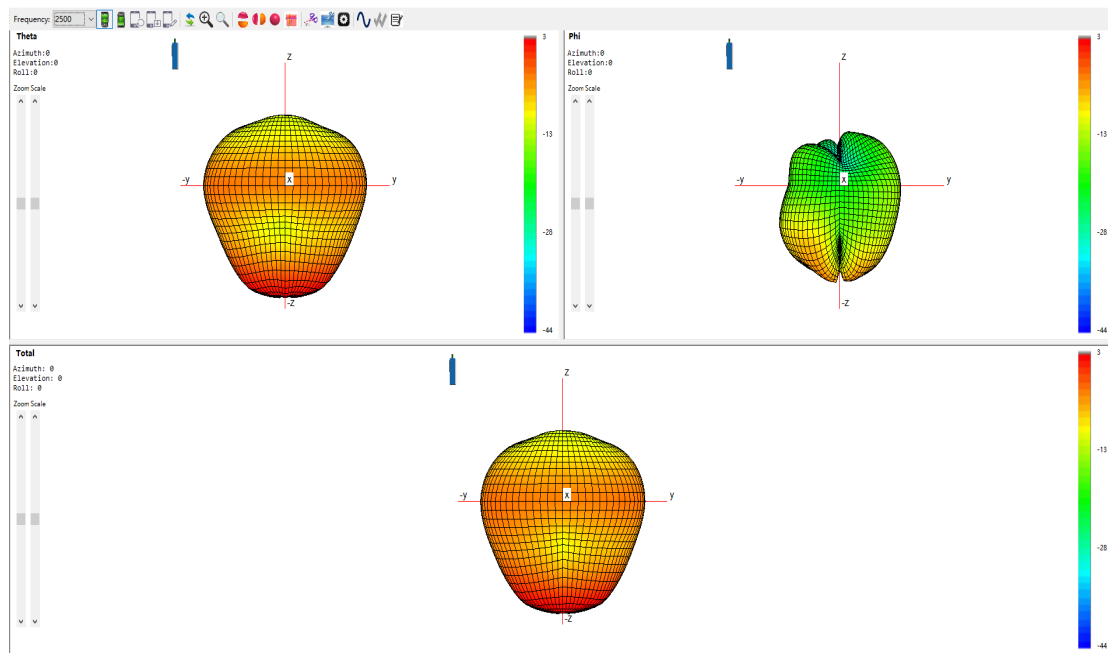 Frequency: 2500
Theta
Azimuth:0
Elevation:0
Roll:0
Zoom Scale
Z
-y
x
y
-Z
3
-13
-28
-44
Phi
Azimuth:0
Elevation:0
Roll:0
Zoom Scale
Z
-y
x
y
-Z
3
-13
-28
-44
Total
Azimuth: 0
Elevation: 0
Roll: 0
Zoom Scale
Z
-y
x
y
-Z
3
-13
-28
-44